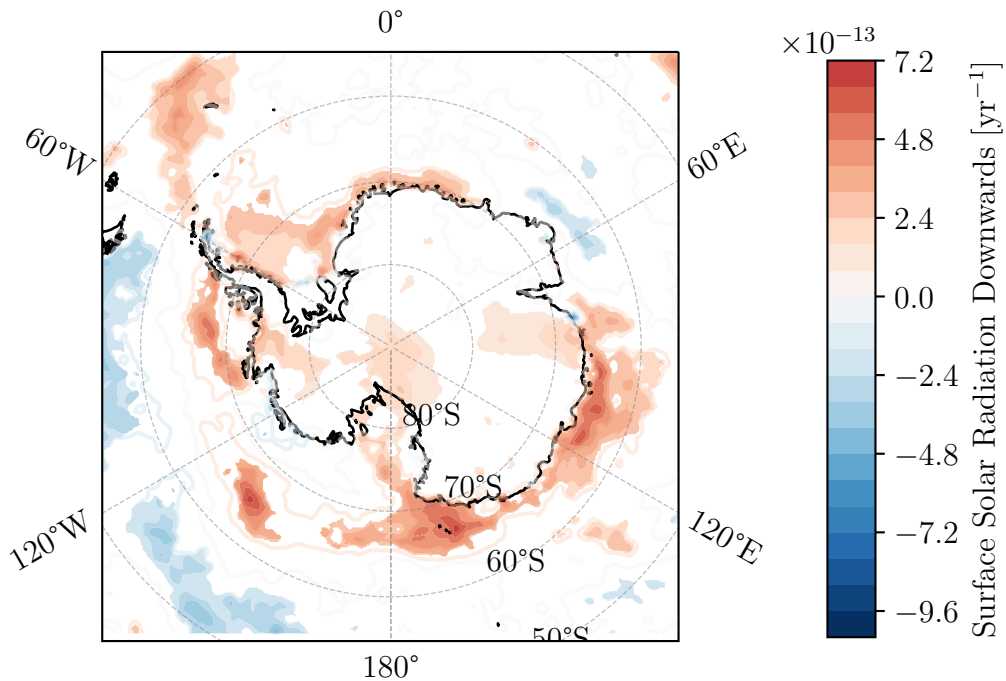 0°
60°W
60°E
80°S
70°S
120°W
60°S
120°E
50°S
180°
×10⁻¹³
7.2
4.8
2.4
0.0
−2.4
−4.8
−7.2
−9.6
Surface Solar Radiation Downwards [yr⁻¹]